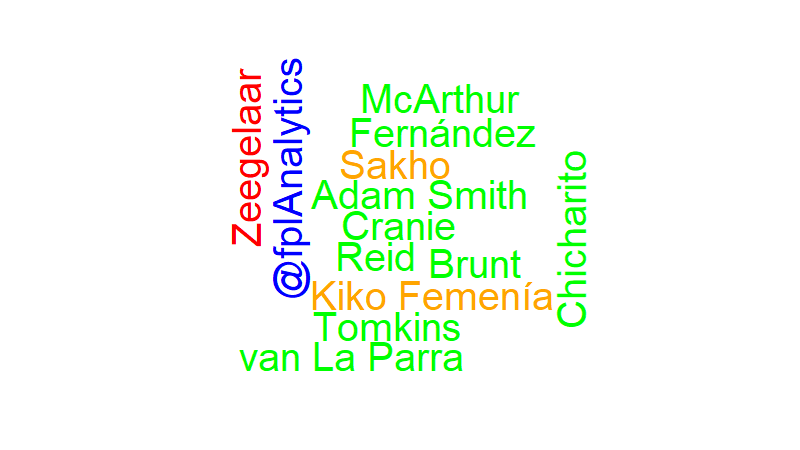 Zeegelaar
@fplAnalytics
McArthur
Fernández
Sakho
Adam Smith
Cranie
Reid
Brunt
Kiko Femenía
Tomkins
van La Parra
Chicharito